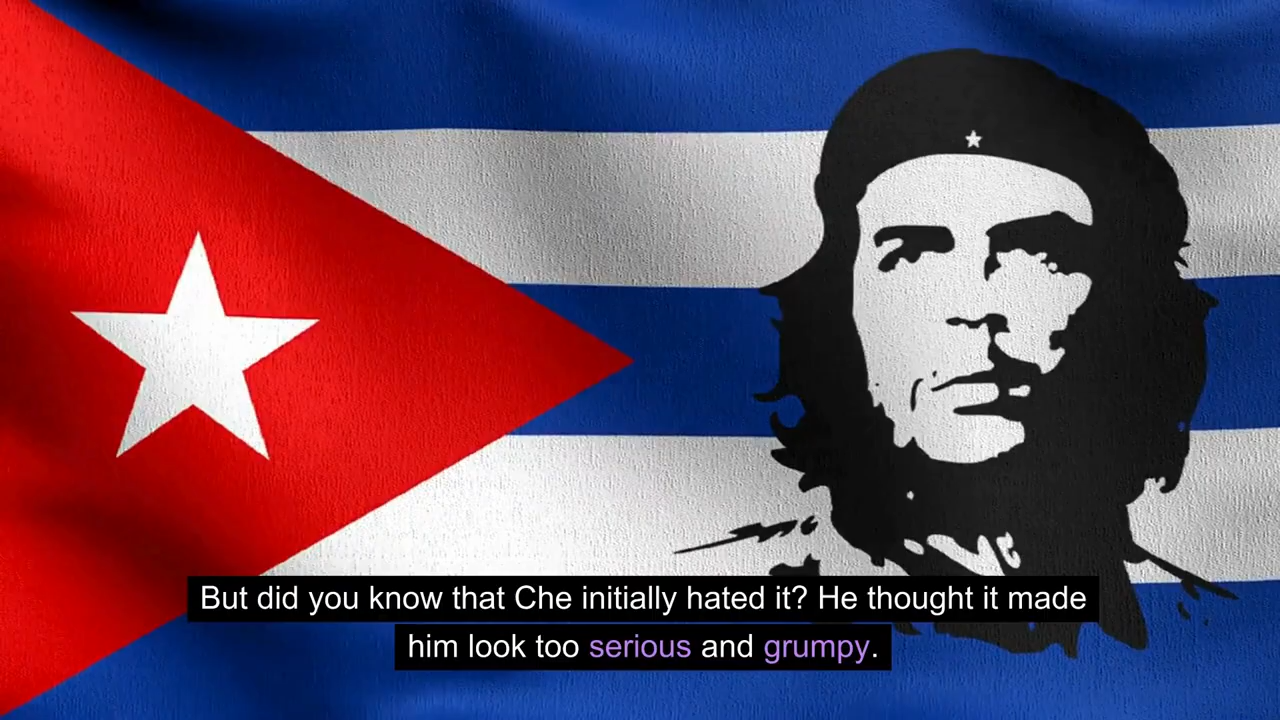 But did you know that Che initially hated it? He thought it made
him look too serious and grumpy.